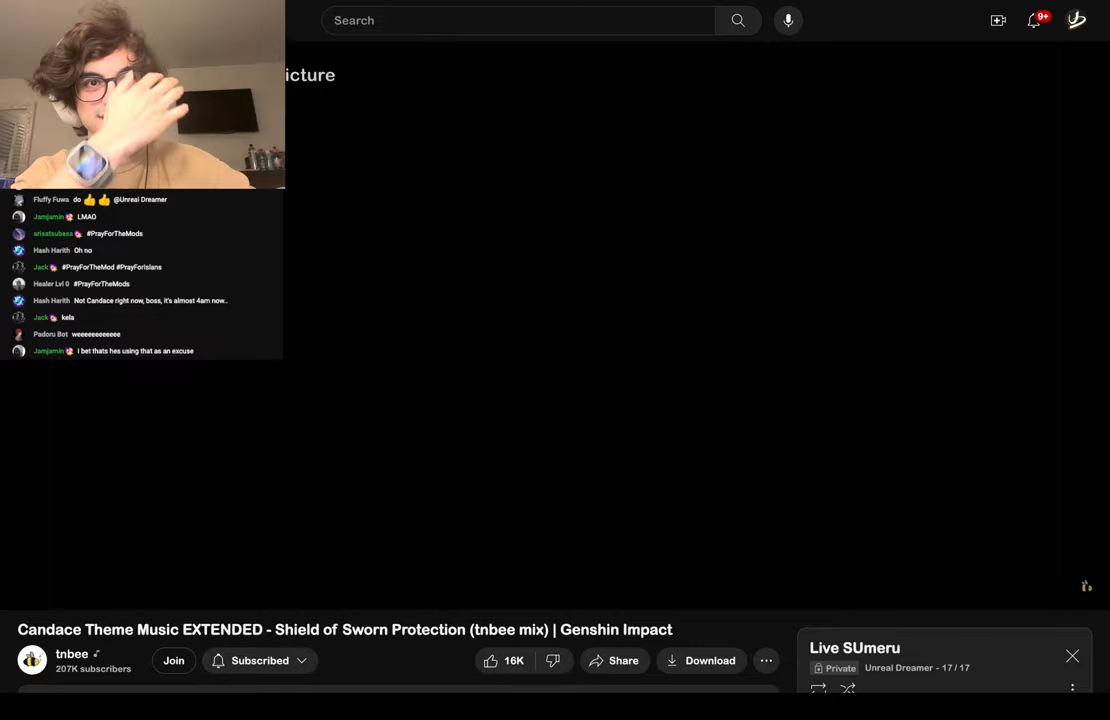 Search
9+
icture
Fluffy Fuwa do 👍 👍 @Unreal Dreamer
Jamjamin LMAO
arisatsubasa #PrayForTheMods
Hash Harith Oh no
Jack #PrayForTheMod #PrayForIslans
Healer Lvl 0 #PrayForTheMods
Hash Harith Not Candace right now, boss, it's almost 4am now..
Jack kela
Padoru Bot weeeeeeeeeeee
Jamjamin I bet thats hes using that as an excuse
Candace Theme Music EXTENDED - Shield of Sworn Protection (tnbee mix) | Genshin Impact
tnbee
207K subscribers
Join
Subscribed
16K
Share
Download
Live SUmeru
Private Unreal Dreamer - 17 / 17